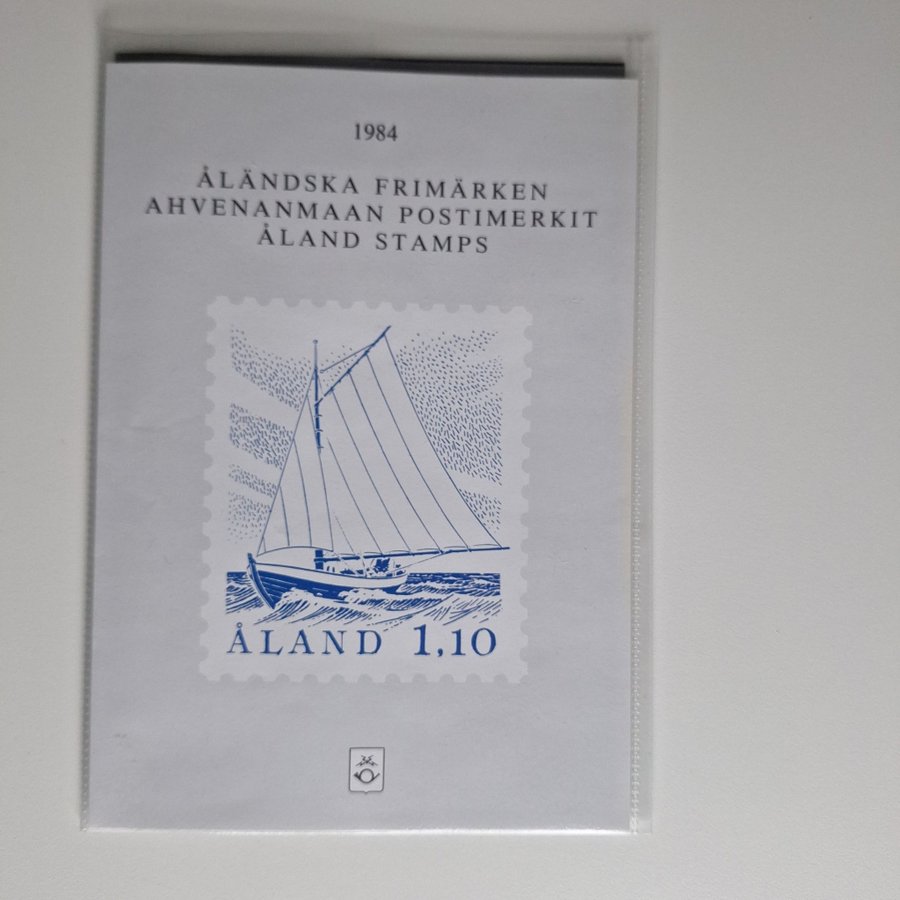 1984
ÅLÄNDSKA FRIMÄRKEN
AHVENANMAAN POSTIMERKIT
ÅLAND STAMPS
ÅLAND 1,10